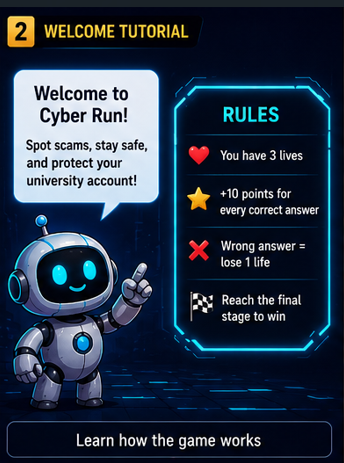 2 WELCOME TUTORIAL
Welcome to
Cyber Run!
Spot scams, stay safe,
and protect your
university account!
RULES
You have 3 lives
+10 points for
every correct answer
Wrong answer =
lose 1 life
Reach the final
stage to win
Learn how the game works